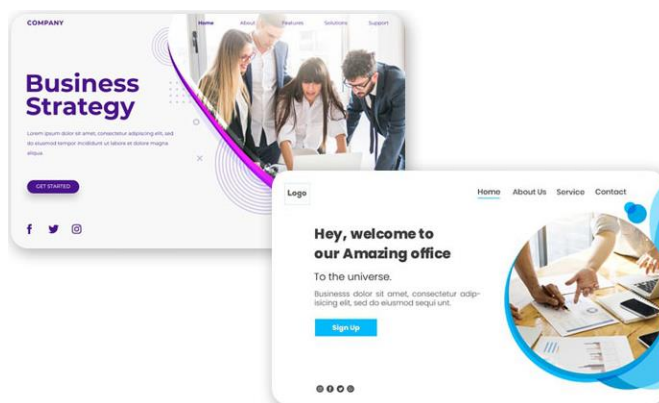 COMPANY
Home About Features Solutions Support
Business
Strategy
Lorem ipsum dolor sit amet, consectetur adipiscing elit, sed
do eiusmod tempor incididunt ut labore et dolore magna
aliqua.
GET STARTED
Logo
Home About Us Service Contact
Hey, welcome to
our Amazing office
To the universe.
Businesss dolor sit amet, consectetur adip-
isicing elit, sed do eiusmod sequi unt.
Sign Up